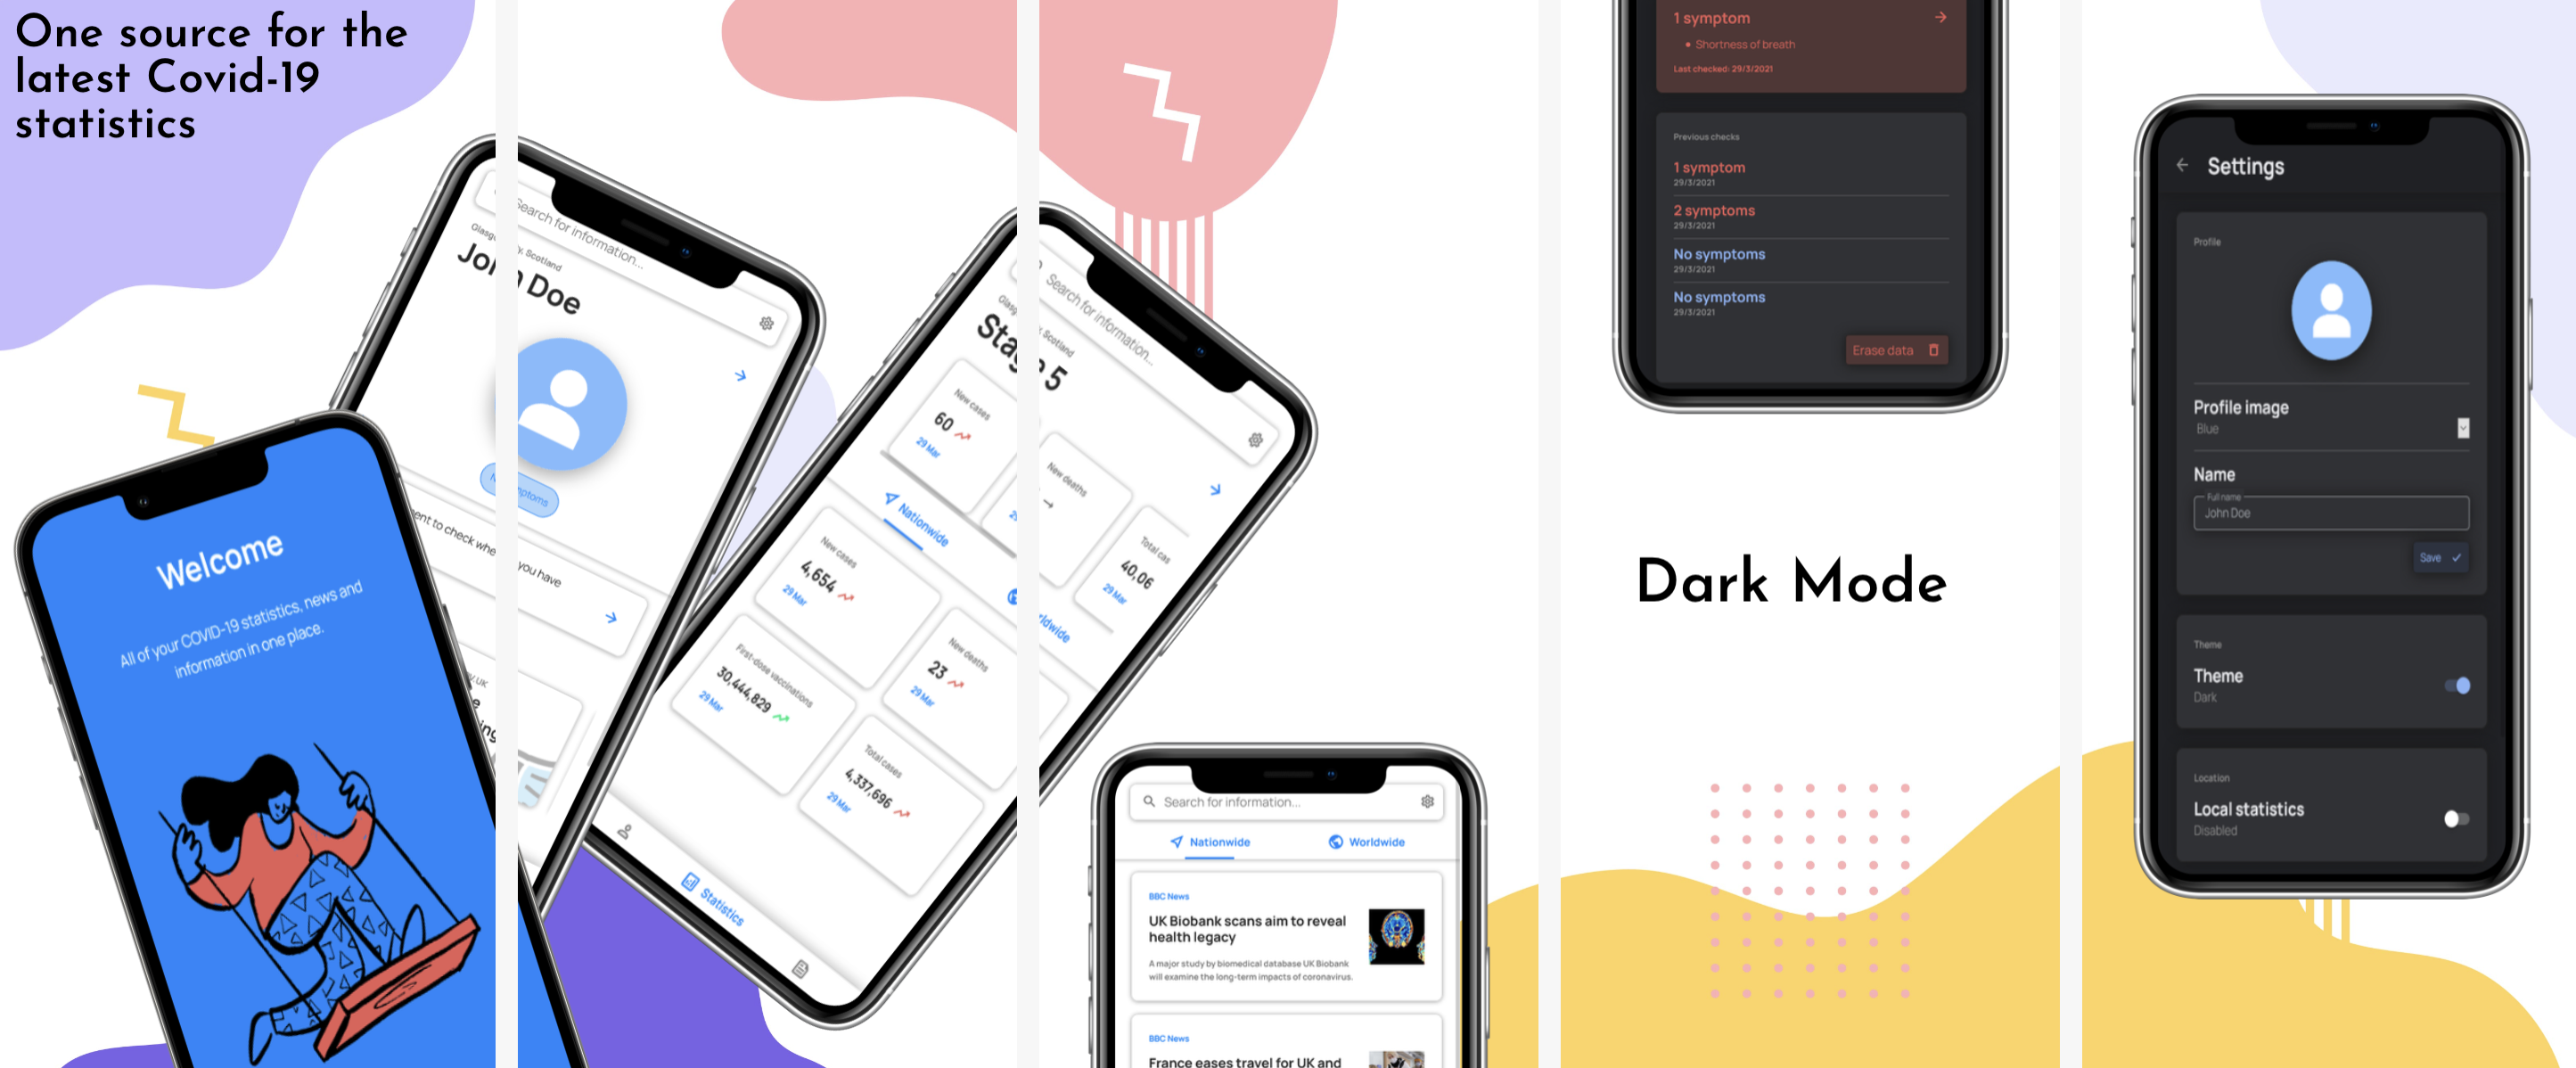 One source for the
latest Covid-19
statistics
Welcome
All of your COVID-19 statistics, news and
information in one place.
Search for information...
Scotland
John Doe
you have
Search for information...
Scotland
Stage 5
New cases
60
29 Mar
New deaths
Total cas
40,06
29 Mar
Nationwide
New cases
4,654
29 Mar
New deaths
23
29 Mar
First-dose vaccinations
30,444,829
29 Mar
Total cases
4,337,696
29 Mar
Statistics
Search for information...
Nationwide
Worldwide
BBC News
UK Biobank scans aim to reveal
health legacy
A major study by biomedical database UK Biobank
will examine the long-term impacts of coronavirus.
BBC News
France eases travel for UK and
1 symptom
• Shortness of breath
Last checked: 29/3/2021
Previous checks
1 symptom
29/3/2021
2 symptoms
29/3/2021
No symptoms
29/3/2021
No symptoms
29/3/2021
Erase data
Dark Mode
Settings
Profile
Profile image
Blue
Name
Full name
John Doe
Save
Theme
Theme
Dark
Location
Local statistics
Disabled